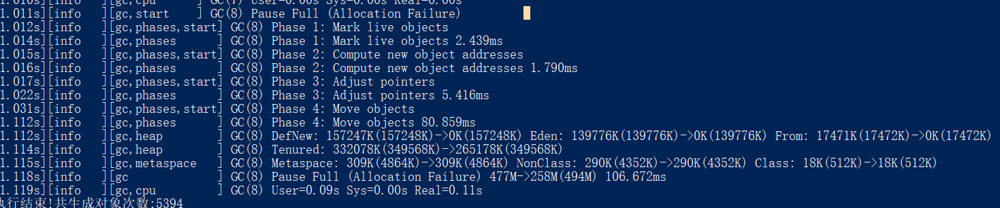 1.010s][info   ][gc,cpu      ] GC(7) User=0.00s Sys=0.00s Real=0.00s
1.011s][info   ][gc,start    ] GC(8) Pause Full (Allocation Failure)
1.012s][info   ][gc,phases,start] GC(8) Phase 1: Mark live objects
1.014s][info   ][gc,phases      ] GC(8) Phase 1: Mark live objects 2.439ms
1.015s][info   ][gc,phases,start] GC(8) Phase 2: Compute new object addresses
1.016s][info   ][gc,phases      ] GC(8) Phase 2: Compute new object addresses 1.790ms
1.017s][info   ][gc,phases,start] GC(8) Phase 3: Adjust pointers
1.022s][info   ][gc,phases      ] GC(8) Phase 3: Adjust pointers 5.416ms
1.031s][info   ][gc,phases,start] GC(8) Phase 4: Move objects
1.112s][info   ][gc,phases      ] GC(8) Phase 4: Move objects 80.859ms
1.112s][info   ][gc,heap        ] GC(8) DefNew: 157247K(157248K)->0K(157248K) Eden: 139776K(139776K)->0K(139776K) From: 17471K(17472K)->0K(17472K)
1.114s][info   ][gc,heap        ] GC(8) Tenured: 332078K(349568K)->265178K(349568K)
1.115s][info   ][gc,metaspace   ] GC(8) Metaspace: 309K(4864K)->309K(4864K) NonClass: 290K(4352K)->290K(4352K) Class: 18K(512K)->18K(512K)
1.118s][info   ][gc             ] GC(8) Pause Full (Allocation Failure) 477M->258M(494M) 106.672ms
1.119s][info   ][gc,cpu         ] GC(8) User=0.09s Sys=0.00s Real=0.11s
执行结束!共生成对象次数:5394